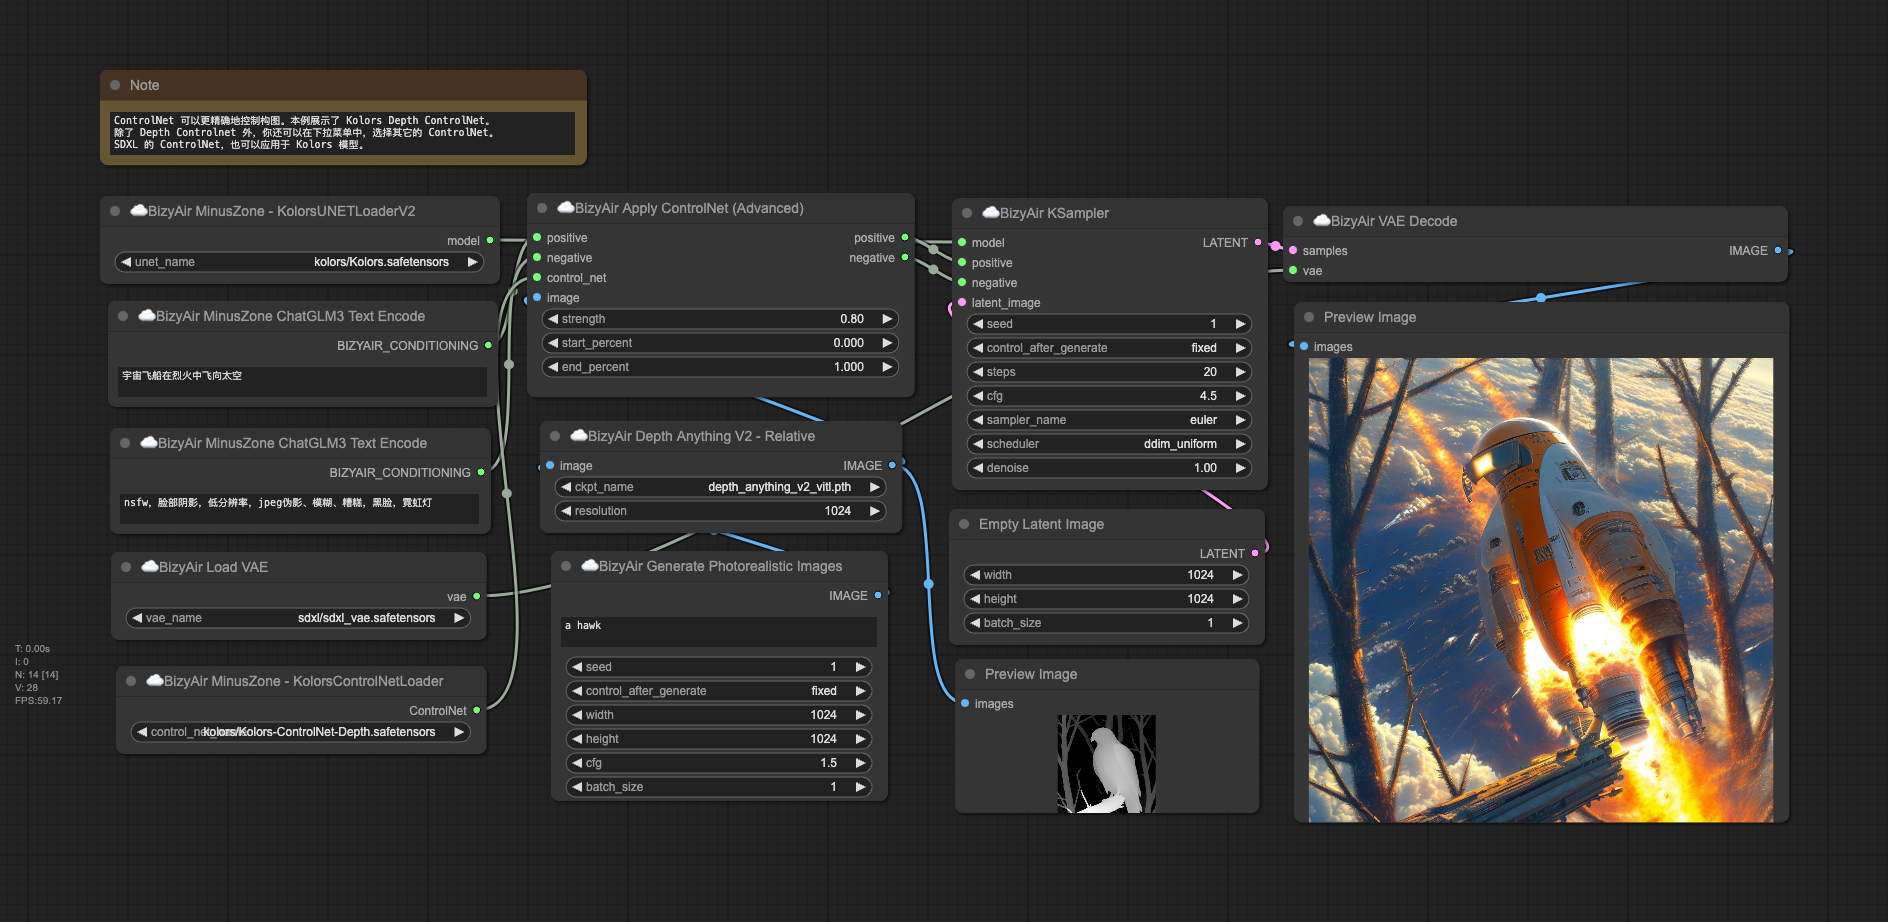 Note
ControlNet 可以更精确地控制构图。本例展示了 Kolors Depth ControlNet。
除了 Depth Controlnet 外，你还可以在下拉菜单中，选择其它的 ControlNet。
SDXL 的 ControlNet，也可以应用于 Kolors 模型。
☁️BizyAir MinusZone - KolorsUNETLoaderV2
model
unet_name kolors/Kolors.safetensors
☁️BizyAir MinusZone ChatGLM3 Text Encode
BIZYAIR_CONDITIONING
宇宙飞船在烈火中飞向太空
☁️BizyAir MinusZone ChatGLM3 Text Encode
BIZYAIR_CONDITIONING
nsfw，脸部阴影，低分辨率，jpeg伪影、模糊、糟糕，黑脸，霓虹灯
☁️BizyAir Load VAE
vae
vae_name sdxl/sdxl_vae.safetensors
☁️BizyAir MinusZone - KolorsControlNetLoader
ControlNet
kolors/Kolors-ControlNet-Depth.safetensors
T: 0.00s
I: 0
N: 14 [14]
V: 28
FPS:59.17
☁️BizyAir Apply ControlNet (Advanced)
positive positive
negative negative
control_net
image
strength 0.80
start_percent 0.000
end_percent 1.000
☁️BizyAir Depth Anything V2 - Relative
image IMAGE
ckpt_name depth_anything_v2_vitl.pth
resolution 1024
☁️BizyAir Generate Photorealistic Images
IMAGE
a hawk
seed 1
control_after_generate fixed
width 1024
height 1024
cfg 1.5
batch_size 1
☁️BizyAir KSampler
model LATENT
positive
negative
latent_image
seed 1
control_after_generate fixed
steps 20
cfg 4.5
sampler_name euler
scheduler ddim_uniform
denoise 1.00
Empty Latent Image
LATENT
width 1024
height 1024
batch_size 1
Preview Image
images
☁️BizyAir VAE Decode
samples IMAGE
vae
Preview Image
images